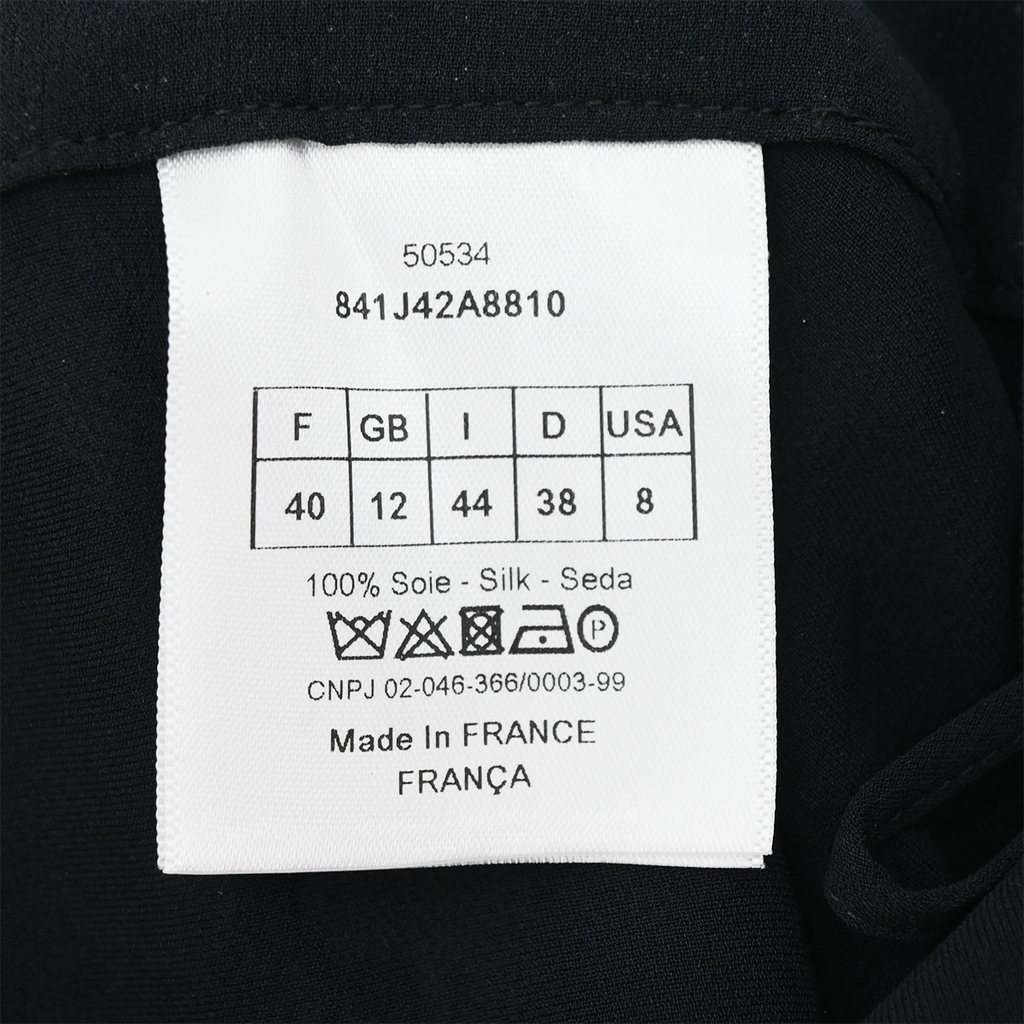 50534
841J42A8810
F GB I D USA
40 12 44 38 8
100% Soie - Silk - Seda
P
CNPJ 02-046-366/0003-99
Made In FRANCE
FRANÇA